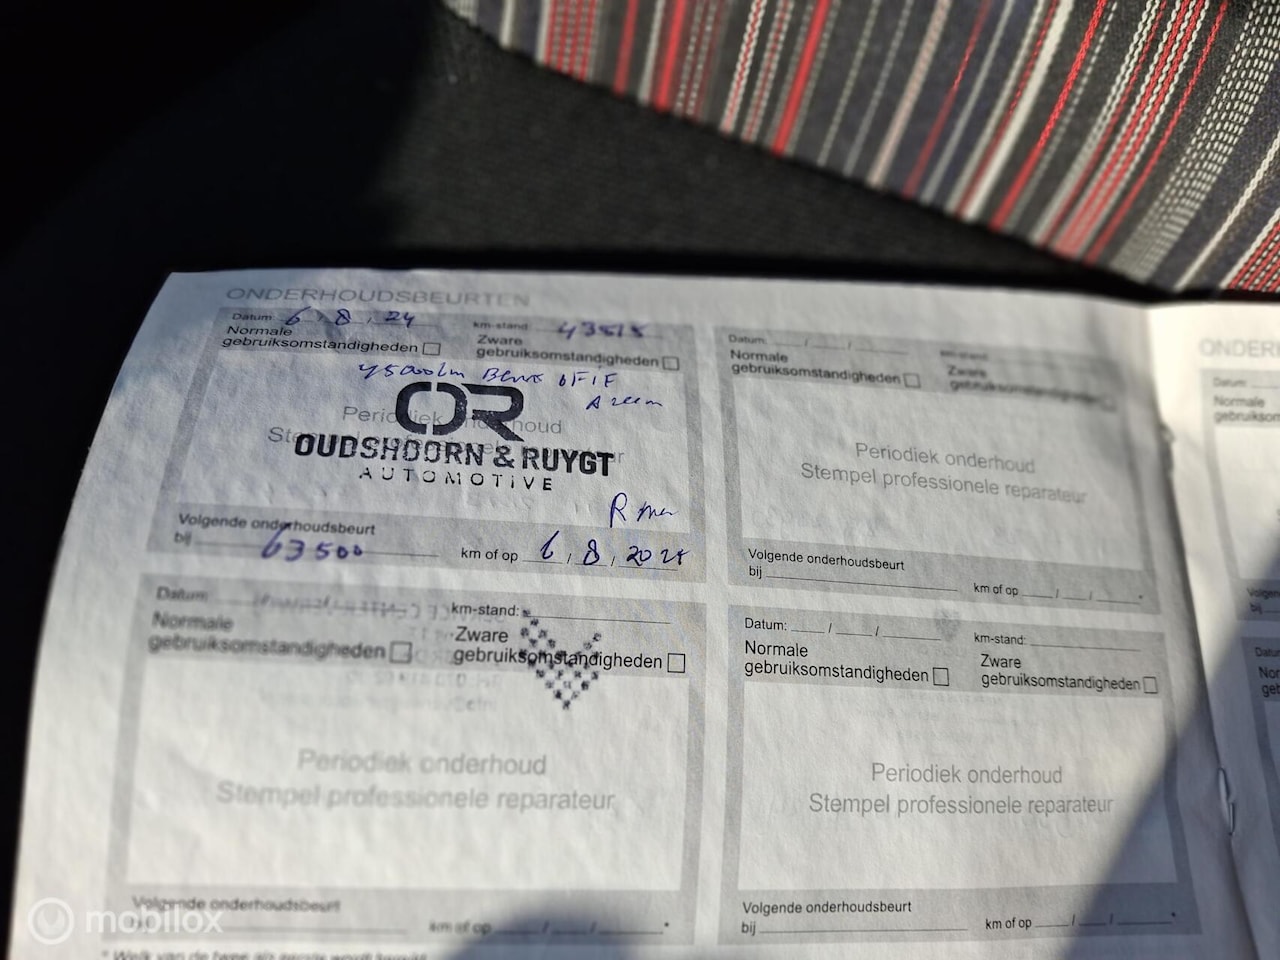 ONDERHOUDSBEURTEN
Datum 6, 8, 24 km-stand 43515
Normale
gebruiksomstandigheden
Zware
gebruiksomstandigheden
Periodiek onderhoud
OR
OUDSHOORN & RUYGT
AUTOMOTIVE
Volgende onderhoudsbeurt
bij 63500 km of op 6, 8, 2025
Datum: / /
Normale
gebruiksomstandigheden
Zware
gebruiksomstandigheden
Periodiek onderhoud
Stempel professionele reparateur
Volgende onderhoudsbeurt
bij km of op / / *
Datum: km-stand:
Normale
gebruiksomstandigheden
Zware
gebruiksomstandigheden
Periodiek onderhoud
Stempel professionele reparateur
Volgende onderhoudsbeurt
bij km of op / / *
Datum: / / km-stand:
Normale
gebruiksomstandigheden
Zware
gebruiksomstandigheden
Periodiek onderhoud
Stempel professionele reparateur
Volgende onderhoudsbeurt
bij km of op / / *
mobilox